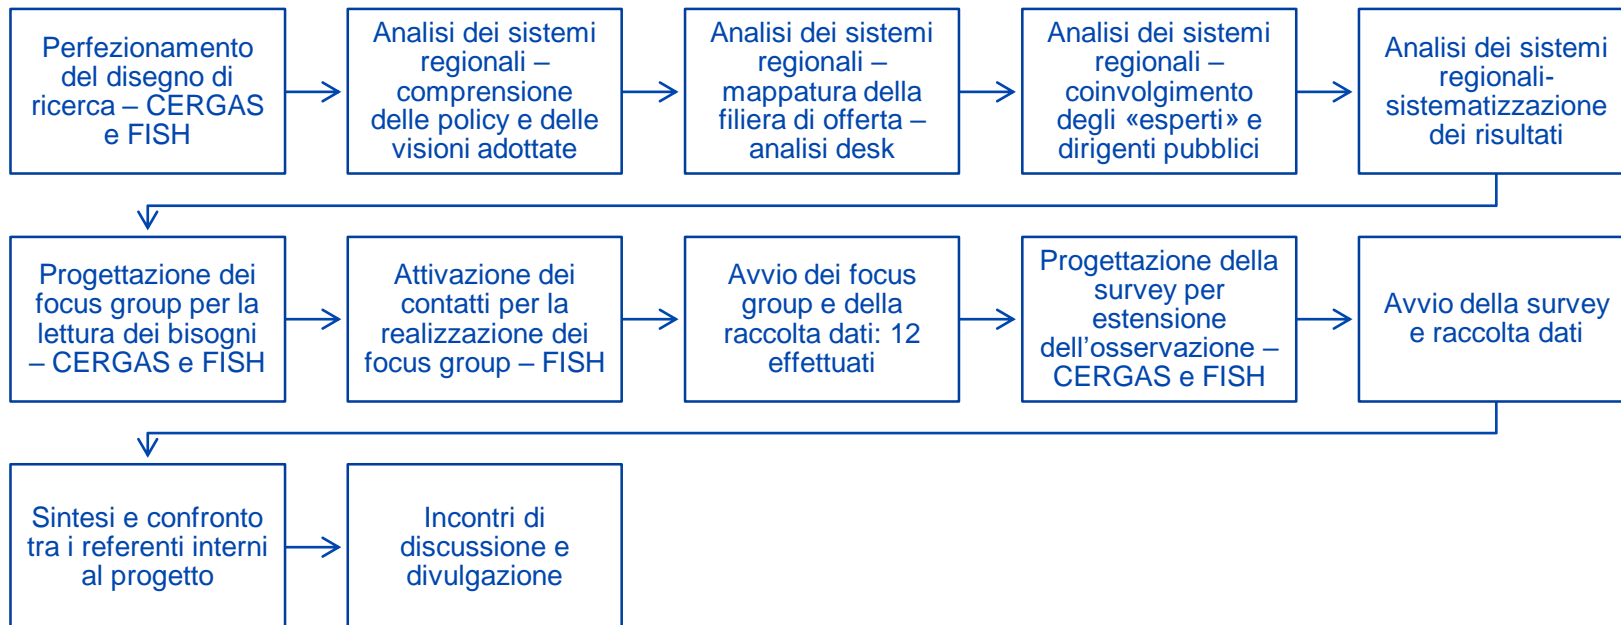 Perfezionamento
del disegno di
ricerca – CERGAS
e FISH
Analisi dei sistemi
regionali –
comprensione
delle policy e delle
visioni adottate
Analisi dei sistemi
regionali –
mappatura della
filiera di offerta –
analisi desk
Analisi dei sistemi
regionali –
coinvolgimento
degli «esperti» e
dirigenti pubblici
Analisi dei sistemi
regionali-
sistematizzazione
dei risultati
Progettazione dei
focus group per la
lettura dei bisogni
– CERGAS e FISH
Attivazione dei
contatti per la
realizzazione dei
focus group – FISH
Avvio dei focus
group e della
raccolta dati: 12
effettuati
Progettazione della
survey per
estensione
dell’osservazione –
CERGAS e FISH
Avvio della survey
e raccolta dati
Sintesi e confronto
tra i referenti interni
al progetto
Incontri di
discussione e
divulgazione